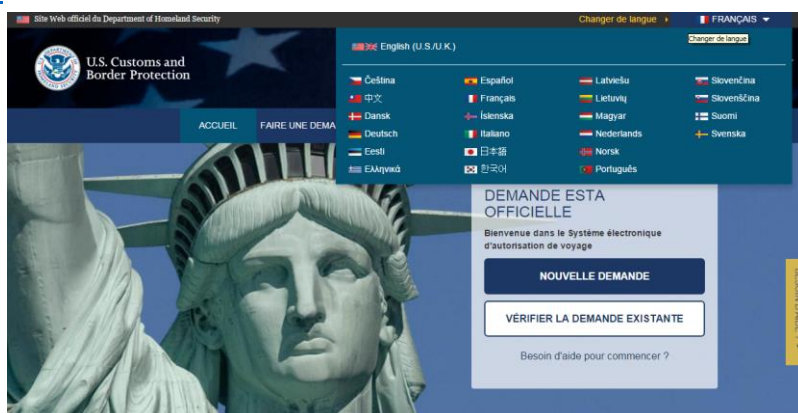 Site Web officiel du Department of Homeland Security
Changer de langue
FRANÇAIS
Changer de langue
U.S. Customs and
Border Protection
English (U.S./U.K.)
Čeština
Español
Latviešu
Slovenčina
中文
Français
Lietuvių
Slovenščina
Dansk
Íslenska
Magyar
Suomi
Deutsch
Italiano
Nederlands
Svenska
Eesti
日本語
Norsk
Ελληνικά
한국어
Português
ACCUEIL
FAIRE UNE DEMA
DEMANDE ESTA
OFFICIELLE
Bienvenue dans le Système électronique
d'autorisation de voyage
NOUVELLE DEMANDE
VÉRIFIER LA DEMANDE EXISTANTE
Besoin d'aide pour commencer ?